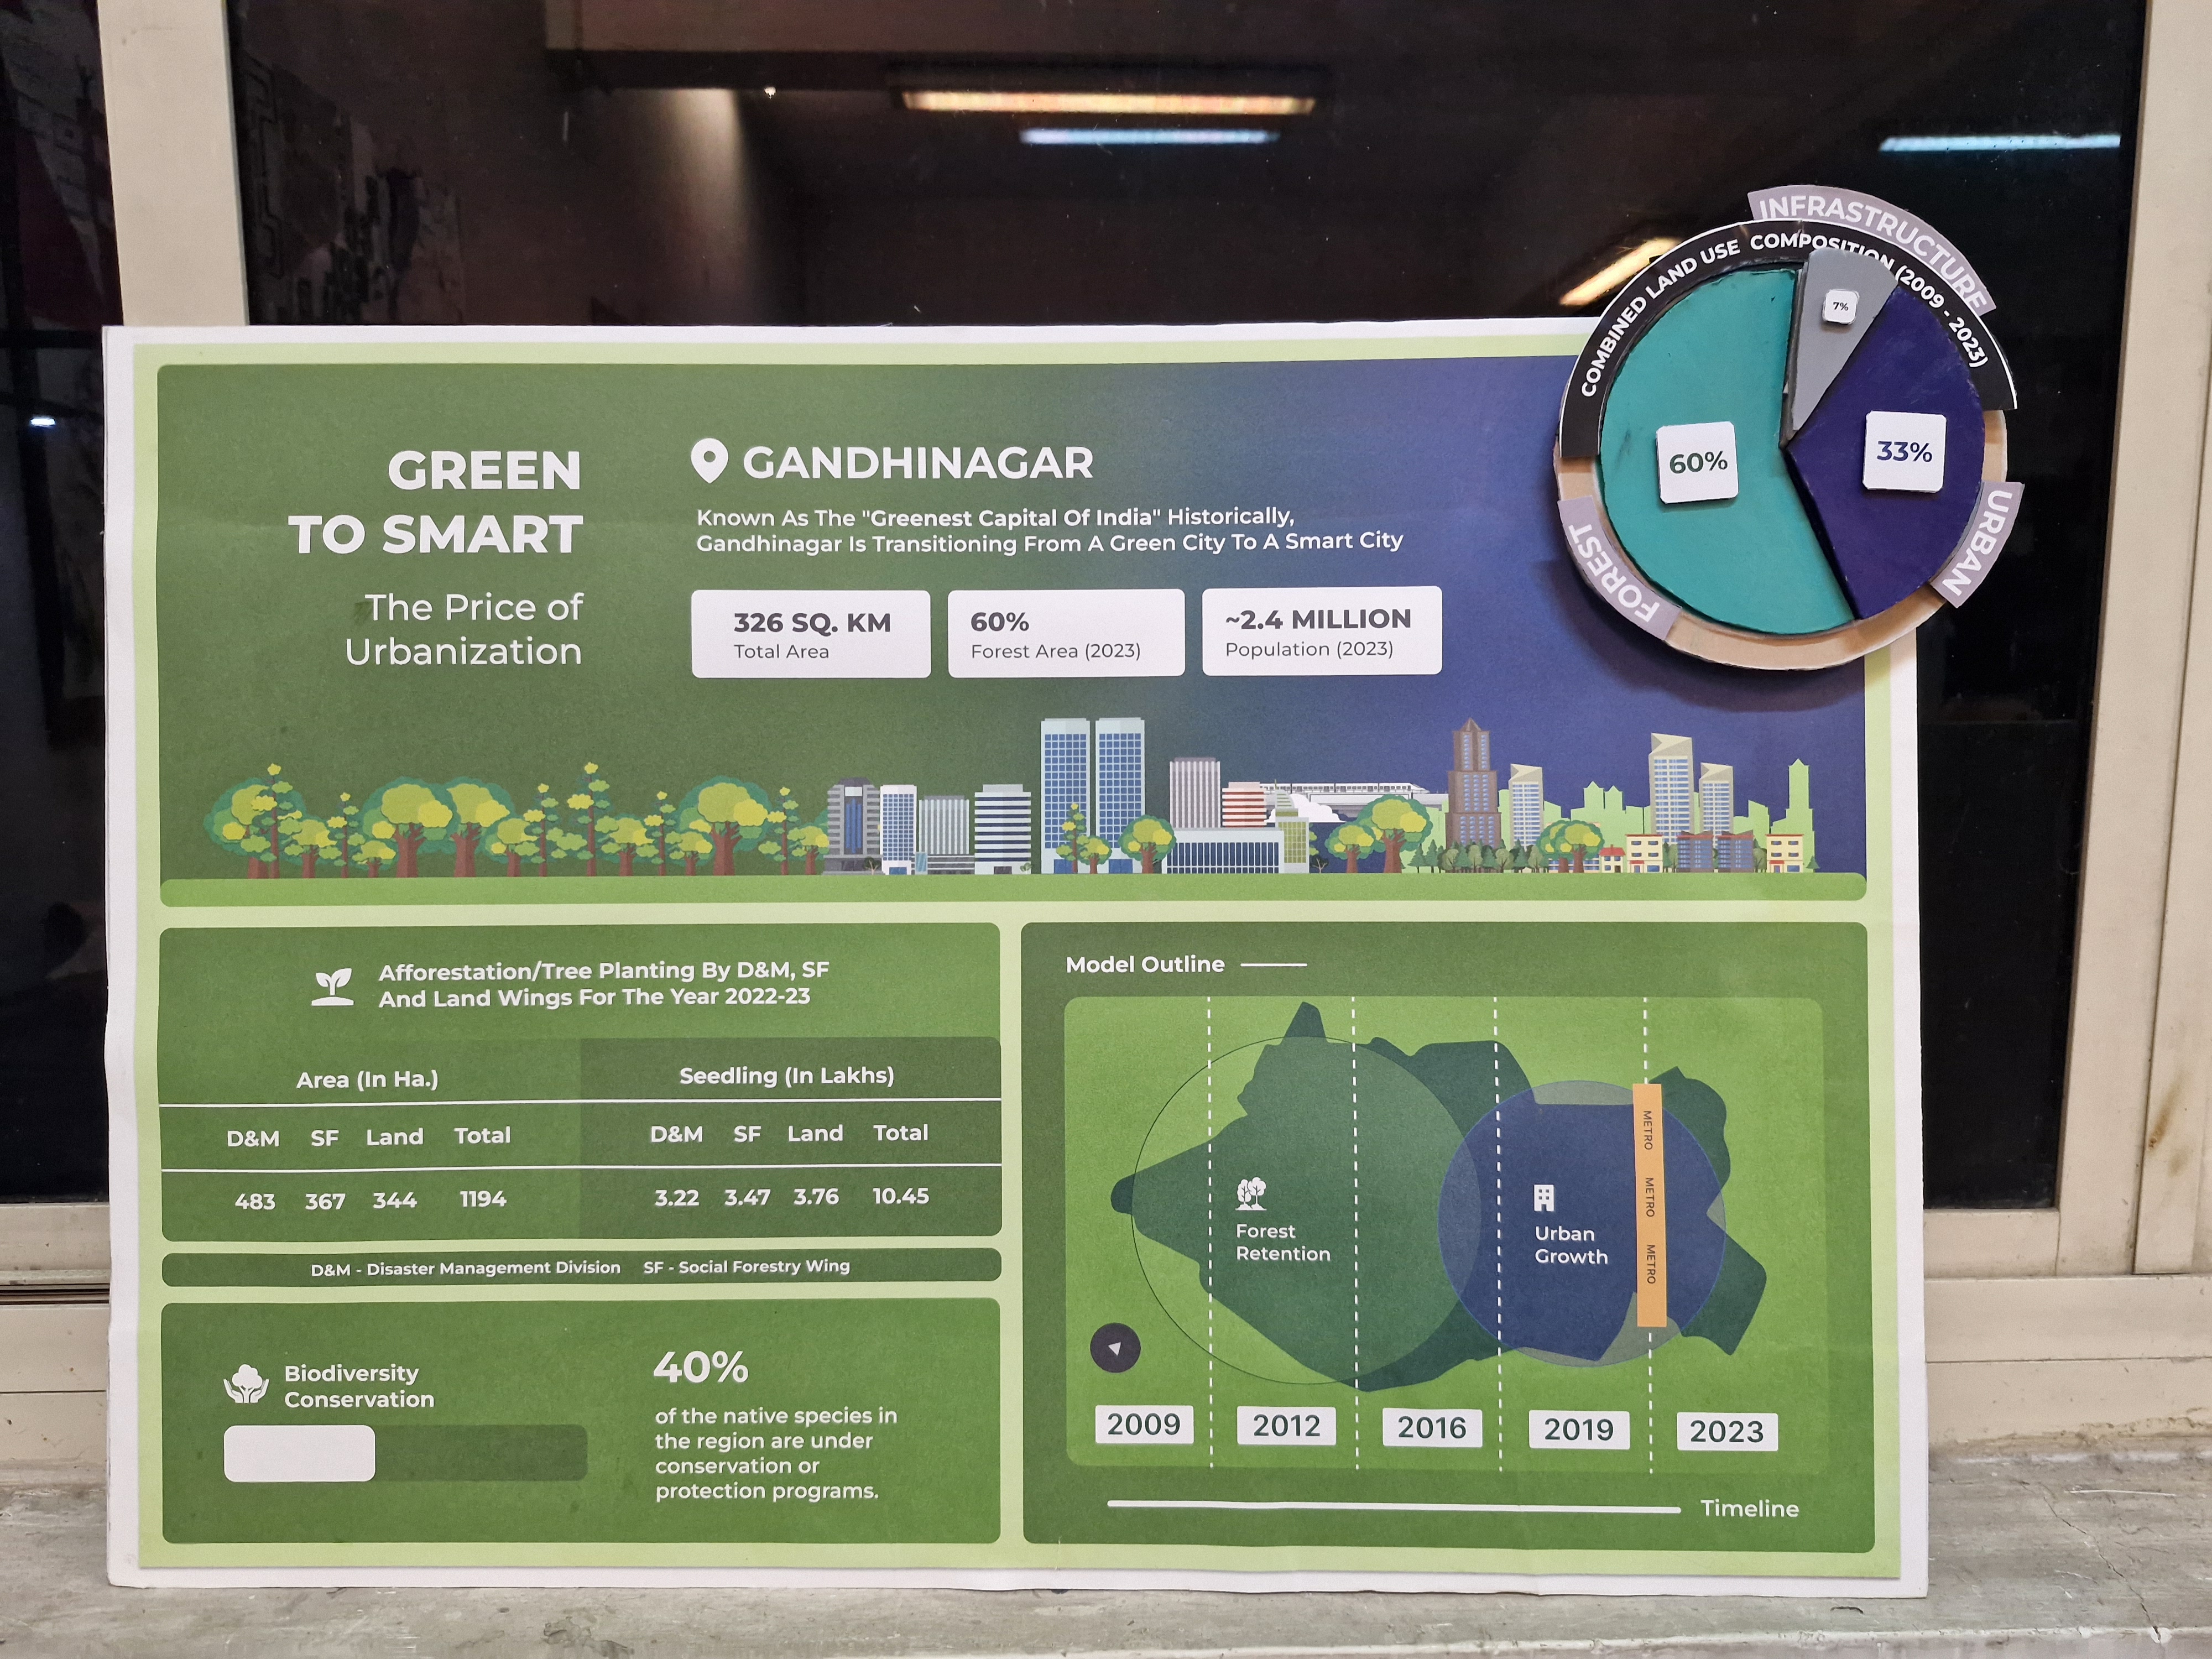 GREEN
TO SMART
The Price of
Urbanization
GANDHINAGAR
Known As The "Greenest Capital Of India" Historically,
Gandhinagar Is Transitioning From A Green City To A Smart City
326 SQ. KM
Total Area
60%
Forest Area (2023)
~2.4 MILLION
Population (2023)
INFRASTRUCTURE
COMBINED LAND USE COMPOSITION (2009 - 2023)
7%
60%
33%
FOREST
URBAN
Afforestation/Tree Planting By D&M, SF
And Land Wings For The Year 2022-23
Area (In Ha.) Seedling (In Lakhs)
D&M SF Land Total D&M SF Land Total
483 367 344 1194 3.22 3.47 3.76 10.45
D&M - Disaster Management Division SF - Social Forestry Wing
Biodiversity
Conservation
40%
of the native species in
the region are under
conservation or
protection programs.
Model Outline
Forest
Retention
Urban
Growth
METRO METRO METRO
2009 2012 2016 2019 2023
Timeline